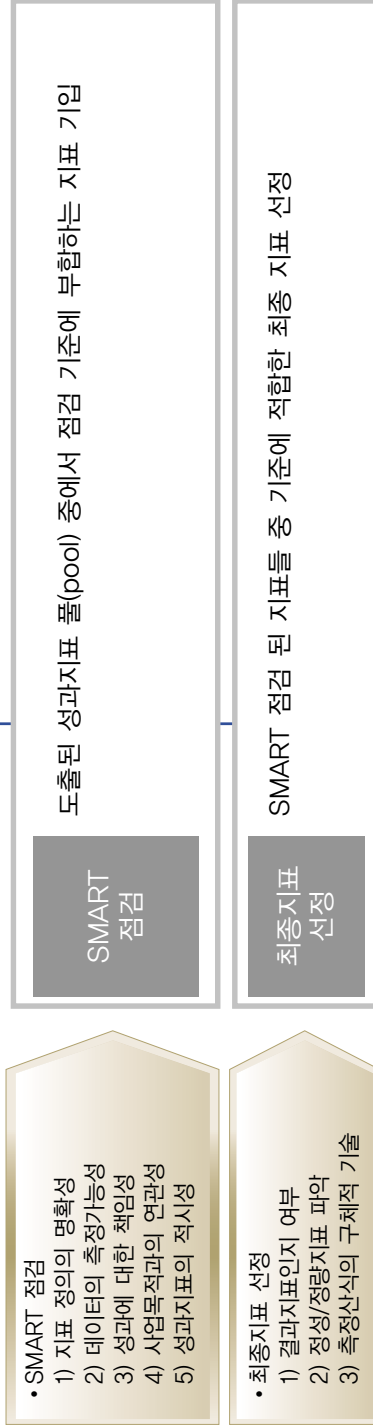 • SMART 점검
1) 지표 정의의 명확성
2) 데이터의 측정가능성
3) 성과에 대한 책임성
4) 사업목적과의 연관성
5) 성과지표의 적시성
SMART
점검
도출된 성과지표 풀(pool) 중에서 점검 기준에 부합하는 지표 기입
• 최종지표 선정
1) 결과지표인지 여부
2) 정성/정량지표 파악
3) 측정산식의 구체적 기술
최종지표
선정
SMART 점검 된 지표들 중 기준에 적합한 최종 지표 선정